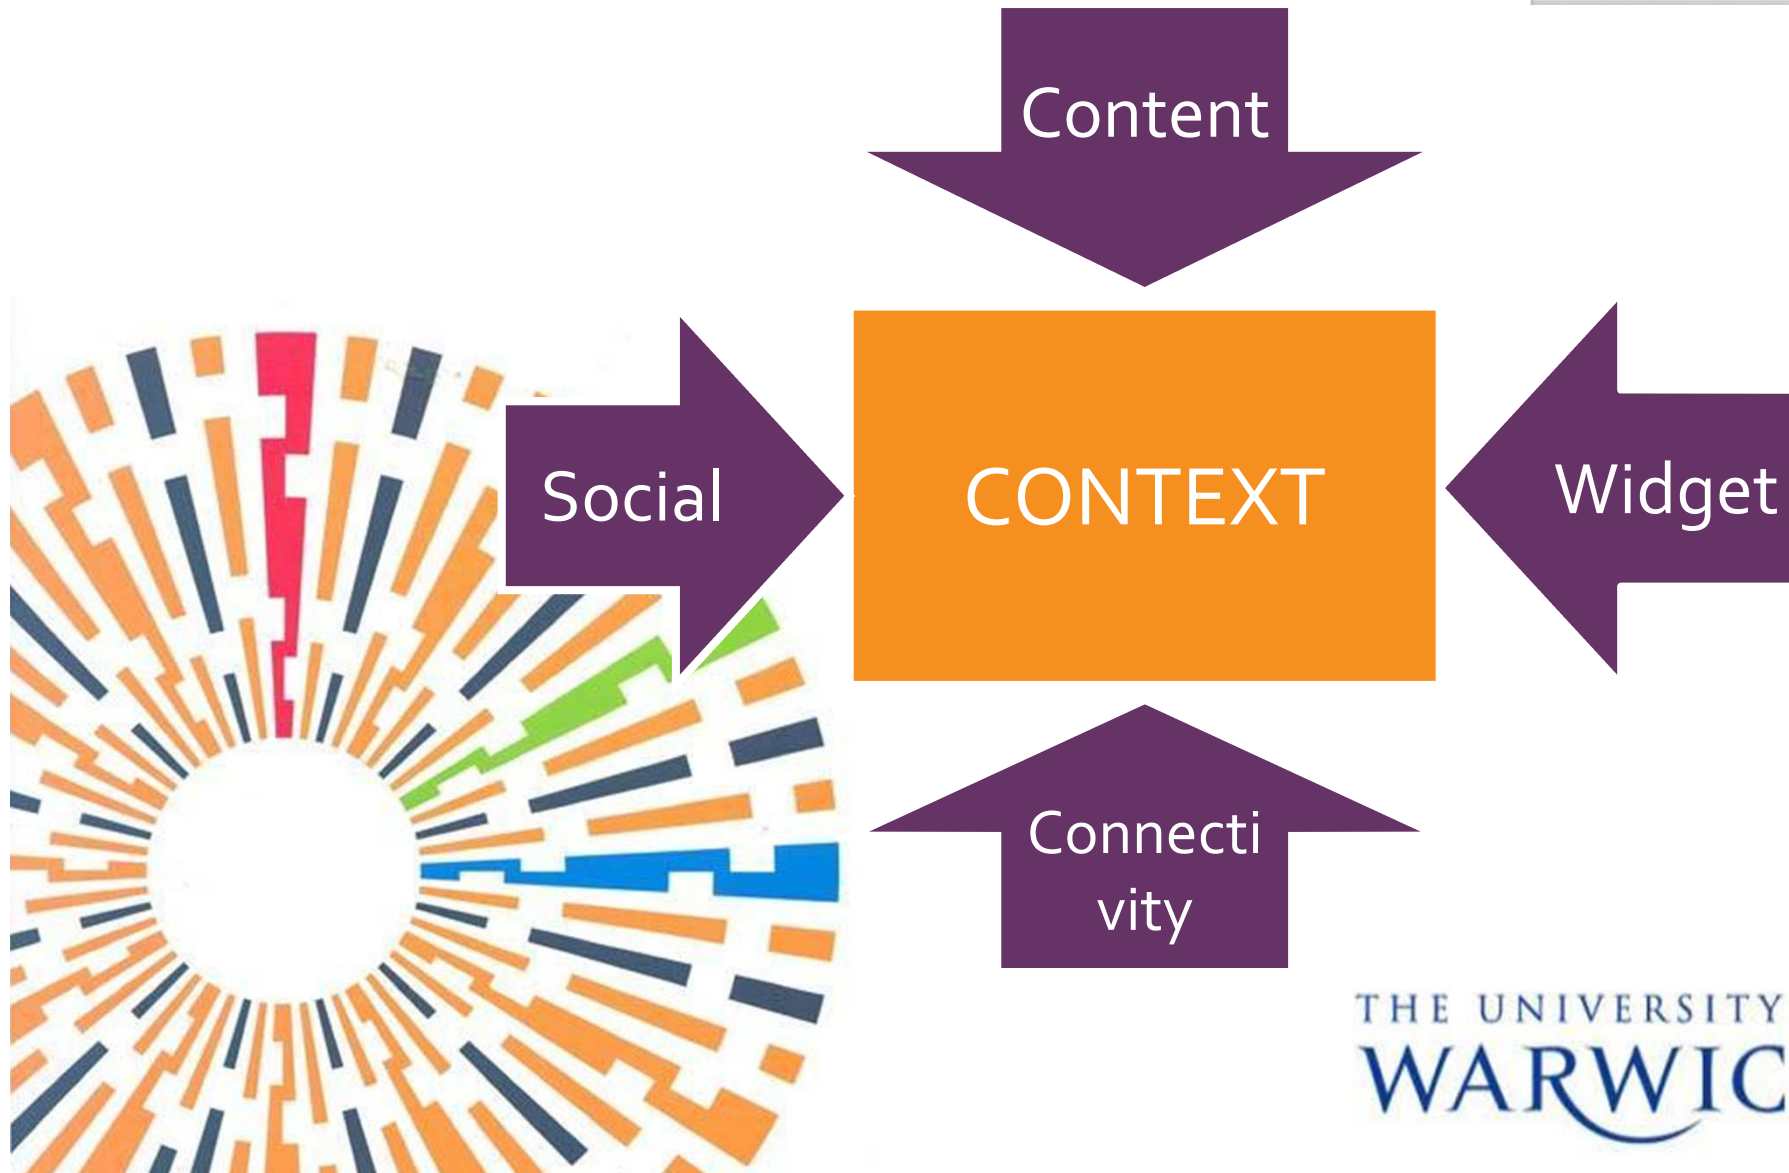 Content
Social
CONTEXT
Widget
Connecti
vity
THE UNIVERSITY
WARWIC